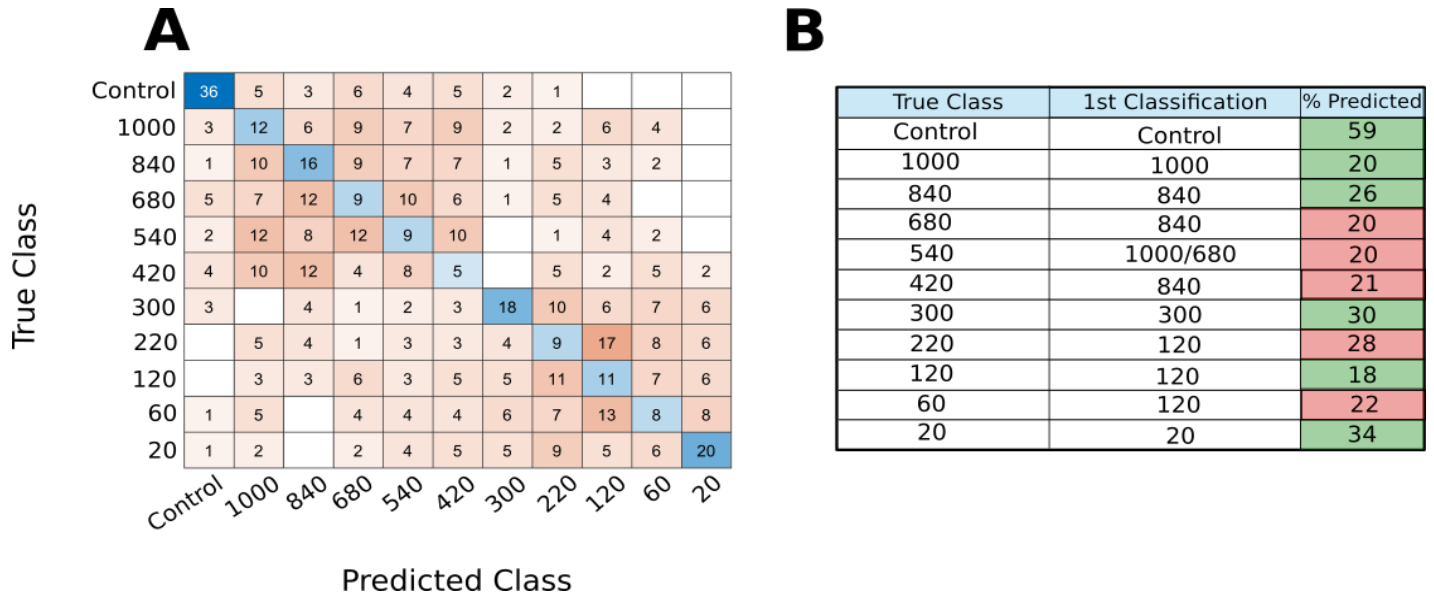 A
Control 36 5 3 6 4 5 2 1
1000 3 12 6 9 7 9 2 2 6 4
840 1 10 16 9 7 7 1 5 3 2
680 5 7 12 9 10 6 1 5 4
540 2 12 8 12 9 10 1 4 2
420 4 10 12 4 8 5 5 2 5 2
300 3 4 1 2 3 18 10 6 7 6
220 5 4 1 3 3 4 9 17 8 6
120 3 3 6 3 5 5 11 11 7 6
60 1 5 4 4 4 6 7 13 8 8
20 1 2 2 4 5 5 9 5 6 20
Control 1000 840 680 540 420 300 220 120 60 20
True Class
Predicted Class
B
True Class 1st Classification % Predicted
Control Control 59
1000 1000 20
840 840 26
680 840 20
540 1000/680 20
420 840 21
300 300 30
220 120 28
120 120 18
60 120 22
20 20 34